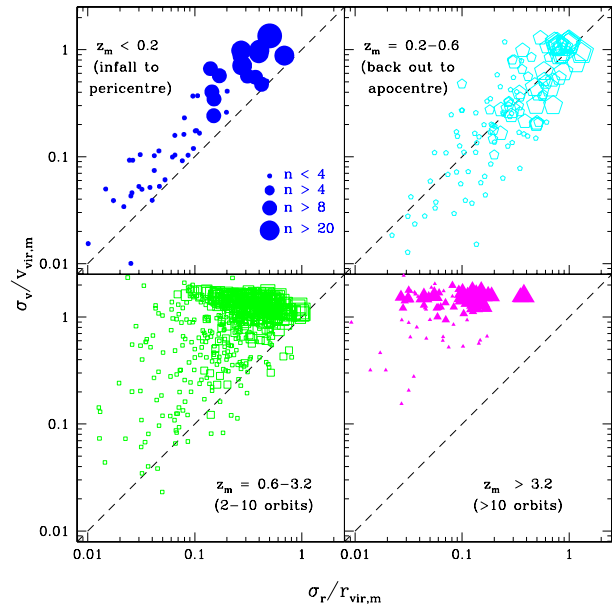 z_m < 0.2
(infall to
pericentre)
n < 4
n > 4
n > 8
n > 20
z_m = 0.2−0.6
(back out to
apocentre)
1
0.1
0.01
σ_v/v_vir,m
z_m = 0.6−3.2
(2−10 orbits)
z_m > 3.2
(>10 orbits)
1
0.1
0.01
0.01
0.1
1
0.01
0.1
1
σ_r/r_vir,m